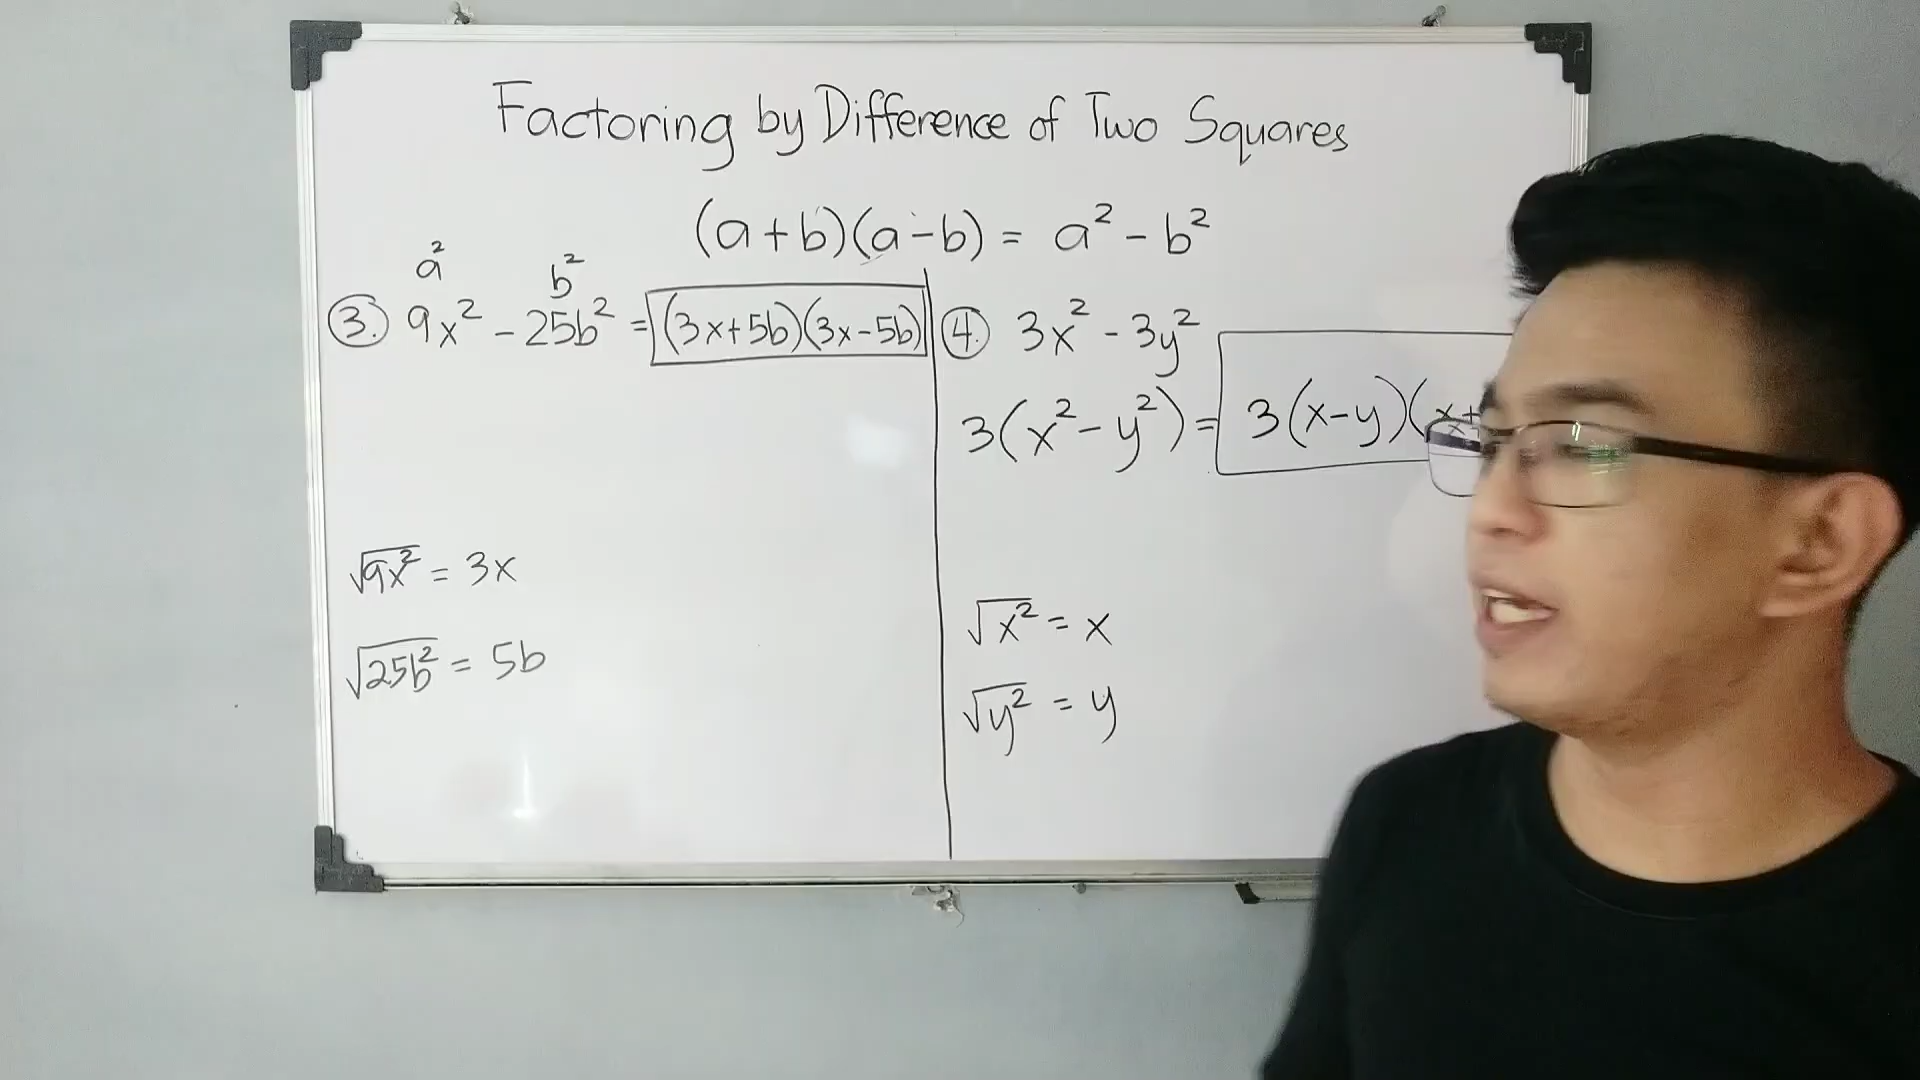 Factoring by Difference of Two Squares
(a+b)(a-b) = a² - b²
a² b²
③. 9x² - 25b² = (3x+5b)(3x-5b)
√9x² = 3x
√25b² = 5b
④. 3x² - 3y²
3(x² - y²) = 3(x-y)(x+
√x² = x
√y² = y